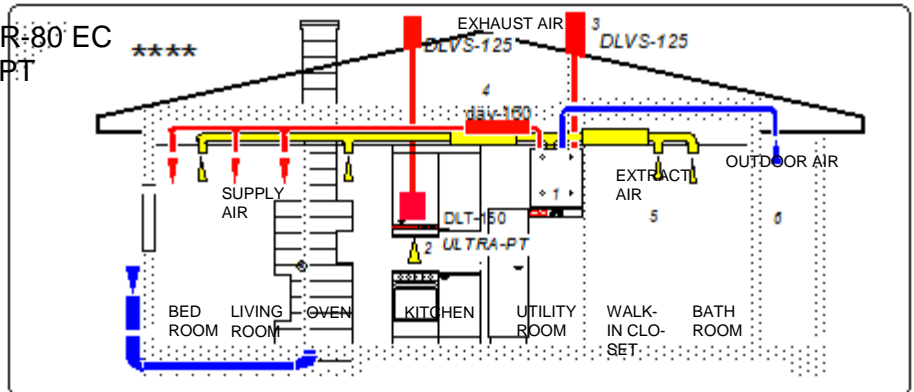 R-80 EC
PT
****
EXHAUST AIR
3
DLVS-125
DLVS-125
4
day-160
OUTDOOR AIR
SUPPLY
AIR
EXTRACT
AIR
1
5
6
DLT-150
2 ULTRA-PT
BED
ROOM
LIVING
ROOM
OVEN
KITCHEN
UTILITY
ROOM
WALK-
IN CLO-
SET
BATH
ROOM